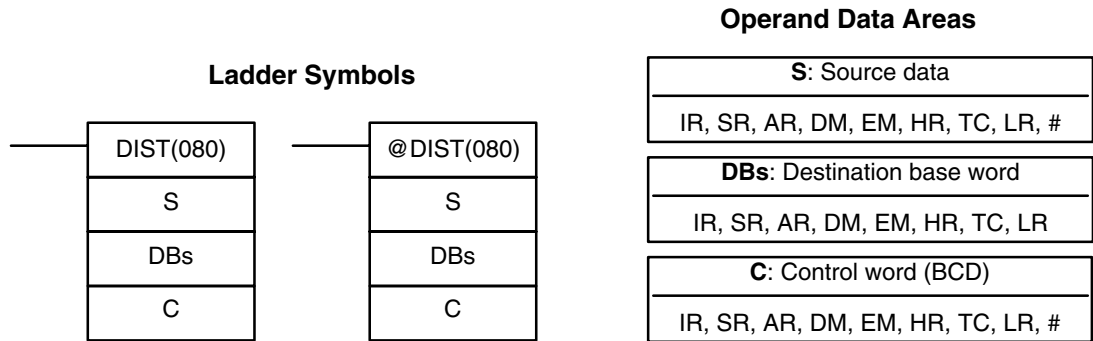 Ladder Symbols
DIST(080)
S
DBs
C
@DIST(080)
S
DBs
C
Operand Data Areas
S: Source data
IR, SR, AR, DM, EM, HR, TC, LR, #
DBs: Destination base word
IR, SR, AR, DM, EM, HR, TC, LR
C: Control word (BCD)
IR, SR, AR, DM, EM, HR, TC, LR, #